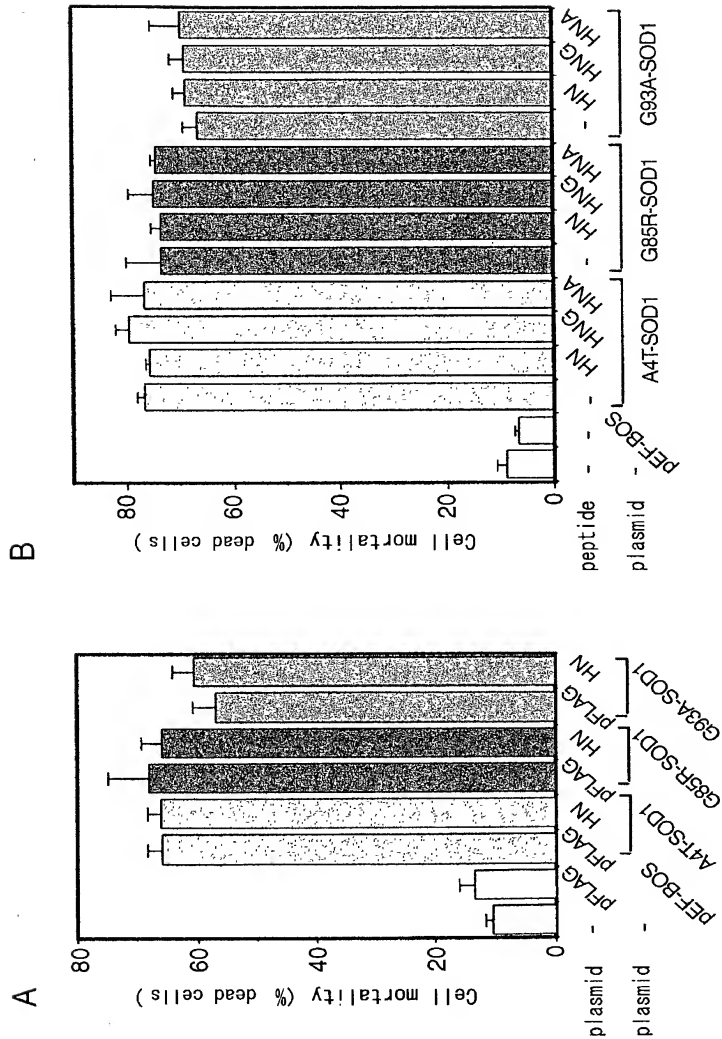 A
Cell mortality (% dead cells)
80
60
40
20
0
plasmid - pFLAG pFLAG HN pFLAG HN pFLAG HN
plasmid - pEF-BOS A4T-SOD1 G85R-SOD1 G93A-SOD1
B
Cell mortality (% dead cells)
80
60
40
20
0
peptide - - - HN HNG HNA - HN HNG HNA - HN HNG HNA
plasmid - pEF-BOS A4T-SOD1 G85R-SOD1 G93A-SOD1